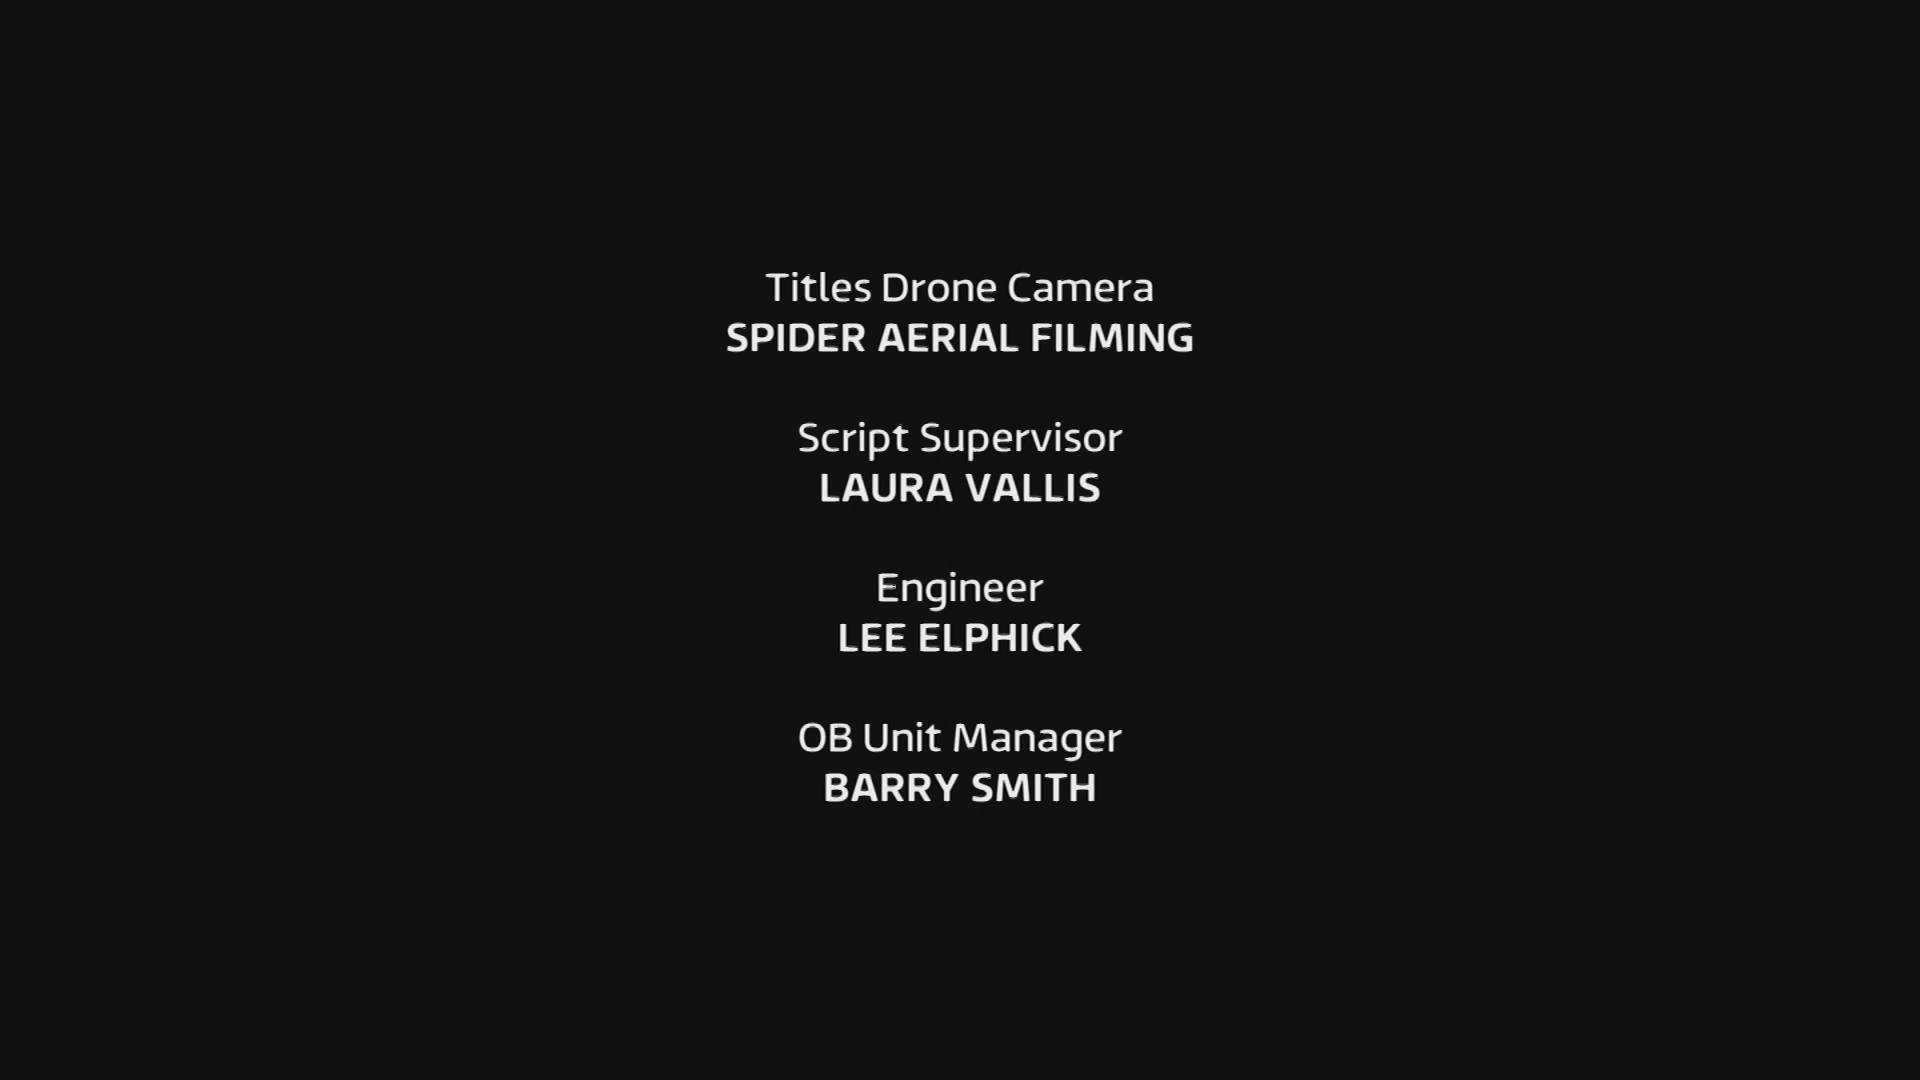 Titles Drone Camera
SPIDER AERIAL FILMING
Script Supervisor
LAURA VALLIS
Engineer
LEE ELPHICK
OB Unit Manager
BARRY SMITH